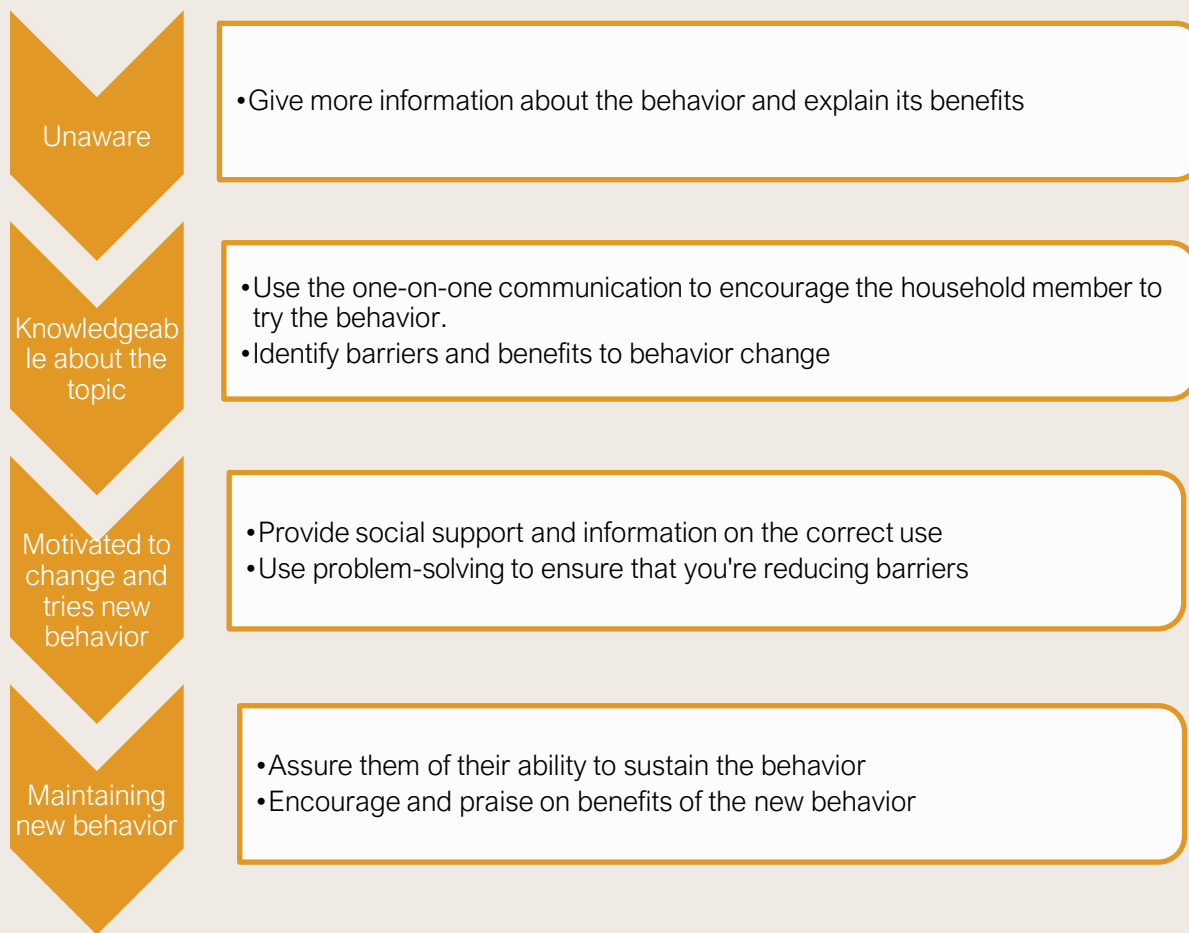 Unaware
•Give more information about the behavior and explain its benefits
Knowledgeab
le about the
topic
•Use the one-on-one communication to encourage the household member to
try the behavior.
•Identify barriers and benefits to behavior change
Motivated to
change and
tries new
behavior
•Provide social support and information on the correct use
•Use problem-solving to ensure that you're reducing barriers
Maintaining
new behavior
•Assure them of their ability to sustain the behavior
•Encourage and praise on benefits of the new behavior